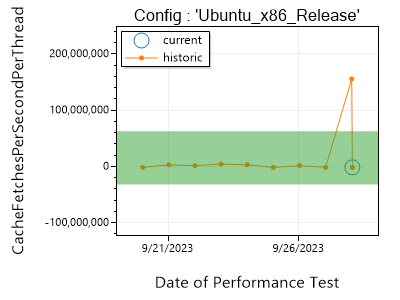 Config : 'Ubuntu_x86_Release'
current
historic
CacheFetchesPerSecondPerThread
200,000,000
100,000,000
0
-100,000,000
9/21/2023
9/26/2023
Date of Performance Test